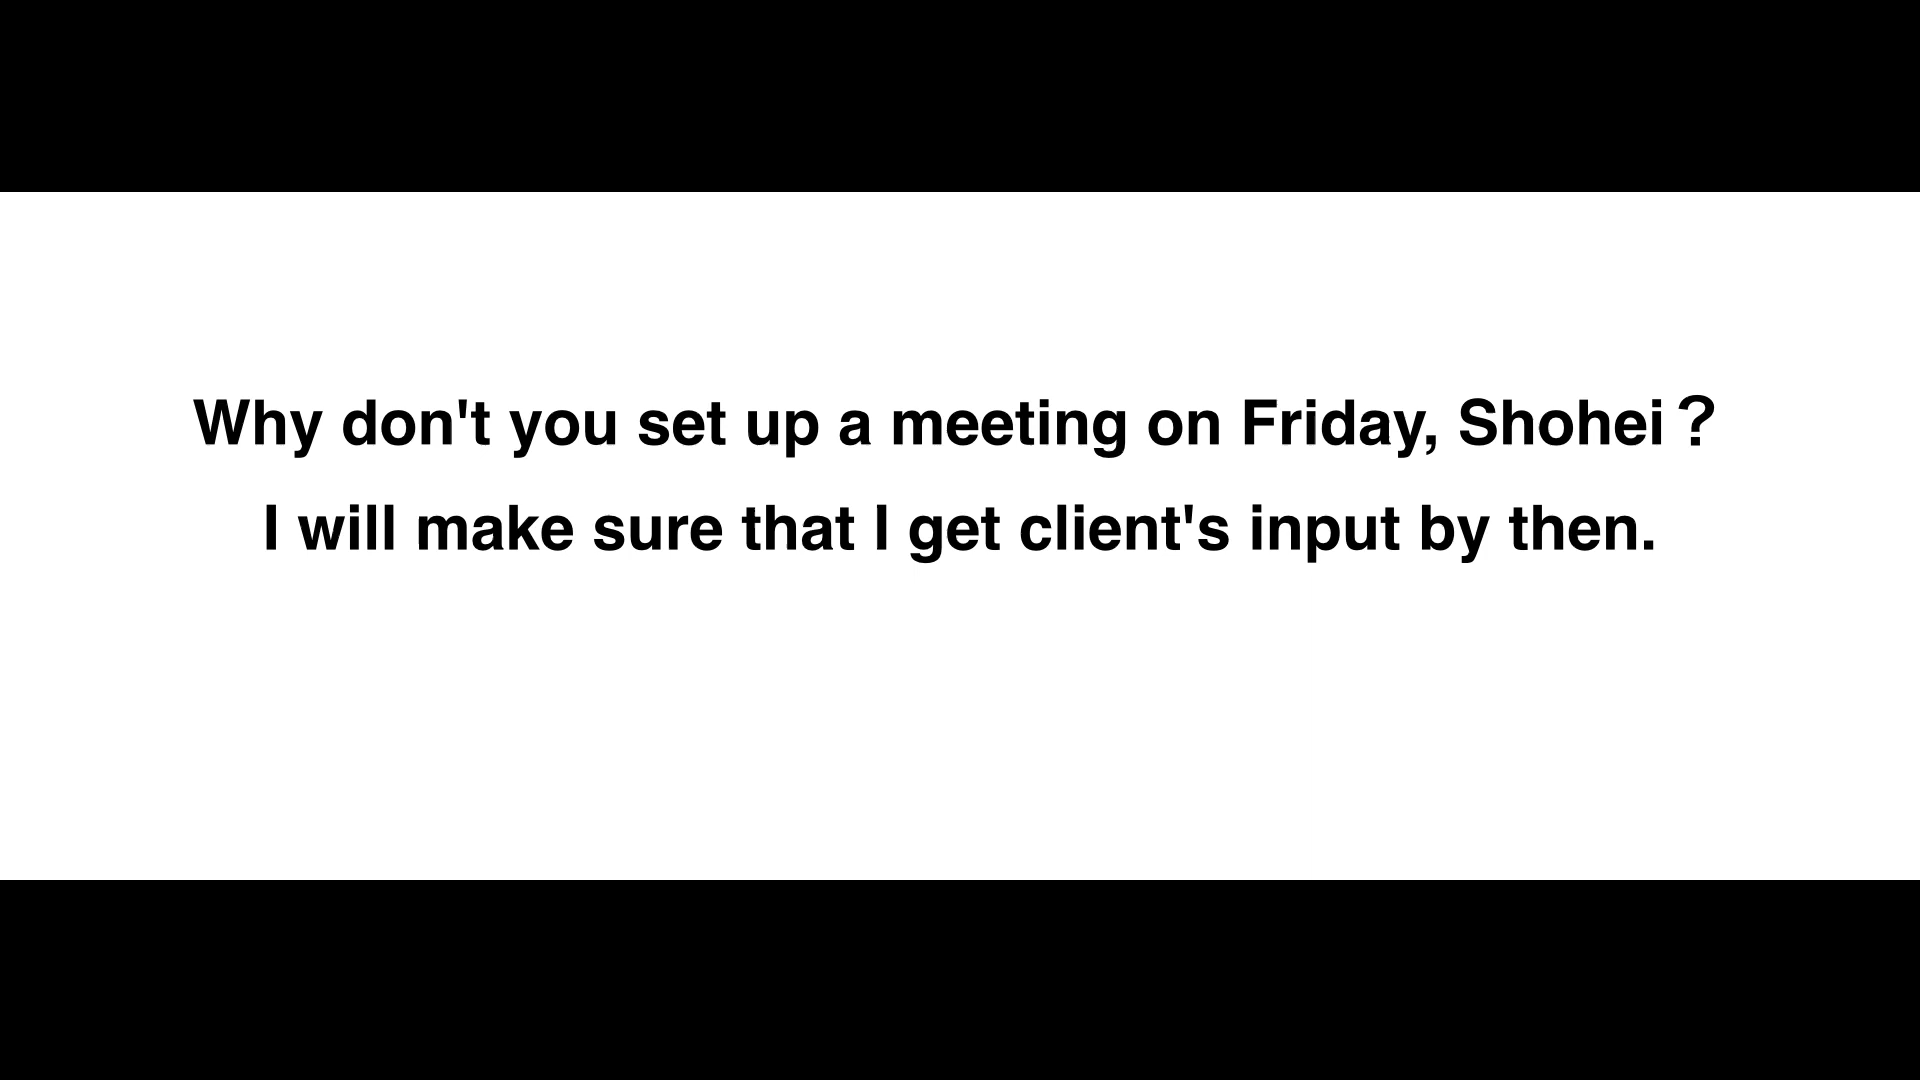 Why don't you set up a meeting on Friday, Shohei？
I will make sure that I get client's input by then.